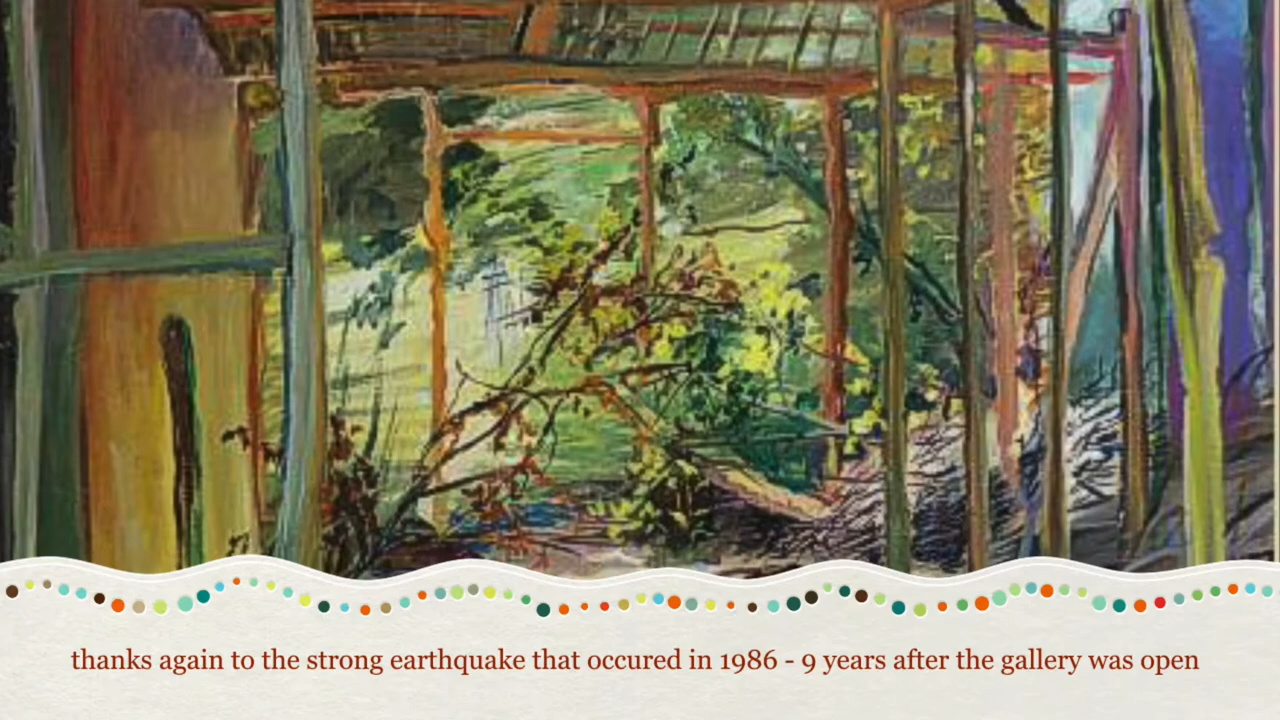 thanks again to the strong earthquake that occured in 1986 - 9 years after the gallery was open